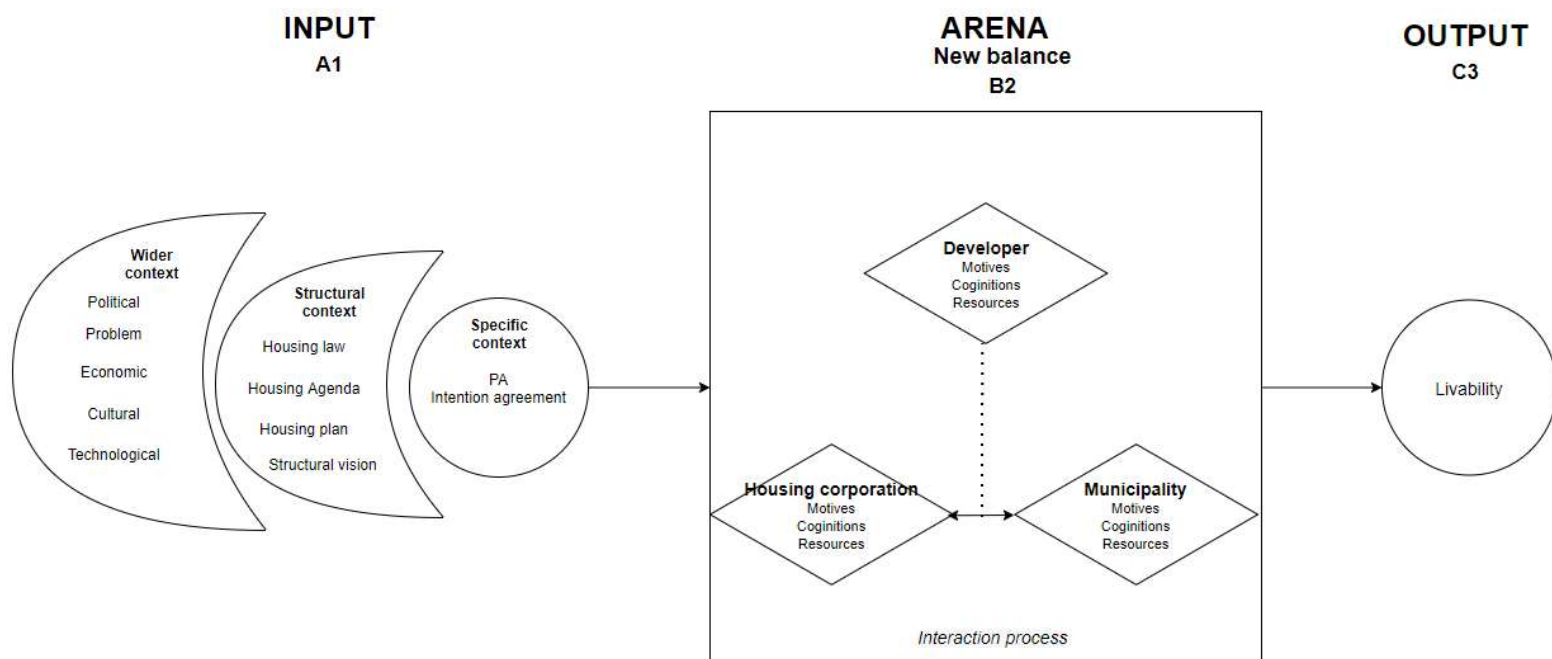 INPUT
A1
Wider
context
Political
Problem
Economic
Cultural
Technological
Structural
context
Housing law
Housing Agenda
Housing plan
Structural vision
Specific
context
PA
Intention agreement
ARENA
New balance
B2
Developer
Motives
Coginitions
Resources
Housing corporation
Motives
Coginitions
Resources
Municipality
Motives
Coginitions
Resources
Interaction process
OUTPUT
C3
Livability